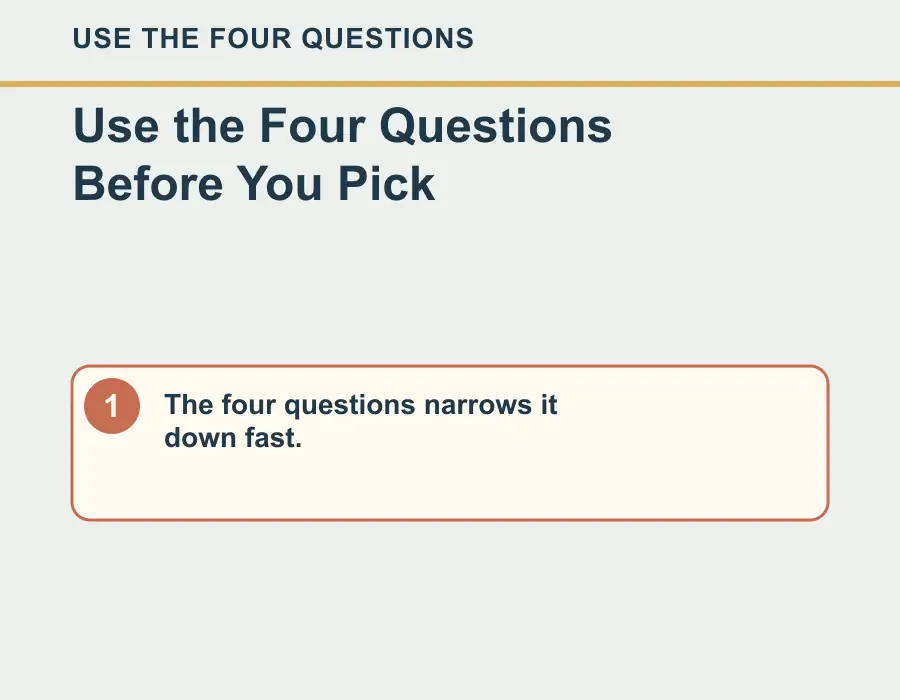 USE THE FOUR QUESTIONS
Use the Four Questions
Before You Pick
1
The four questions narrows it
down fast.